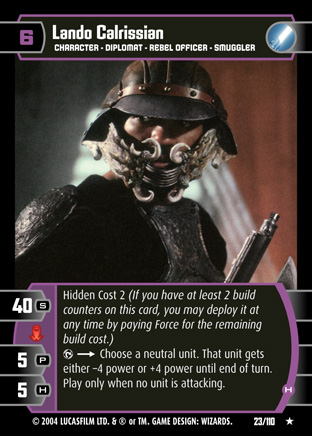 6 Lando Calrissian
CHARACTER - DIPLOMAT - REBEL OFFICER - SMUGGLER
40 S
5 P
5 H
Hidden Cost 2 (If you have at least 2 build
counters on this card, you may deploy it at
any time by paying Force for the remaining
build cost.)
→ Choose a neutral unit. That unit gets
either –4 power or +4 power until end of turn.
Play only when no unit is attacking.
H
© 2004 LUCASFILM LTD. & ® or TM. GAME DESIGN: WIZARDS. 23/110 ★